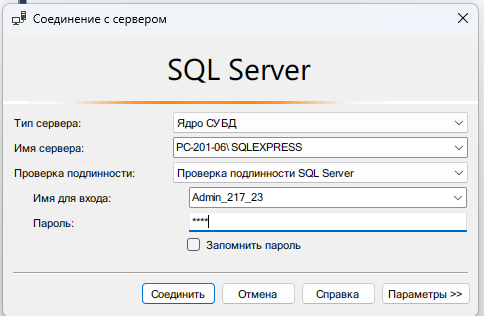 Соединение с сервером
SQL Server
Тип сервера: Ядро СУБД
Имя сервера: PC-201-06\ SQLEXPRESS
Проверка подлинности: Проверка подлинности SQL Server
Имя для входа: Admin_217_23
Пароль: ****
Запомнить пароль
Соединить Отмена Справка Параметры >>